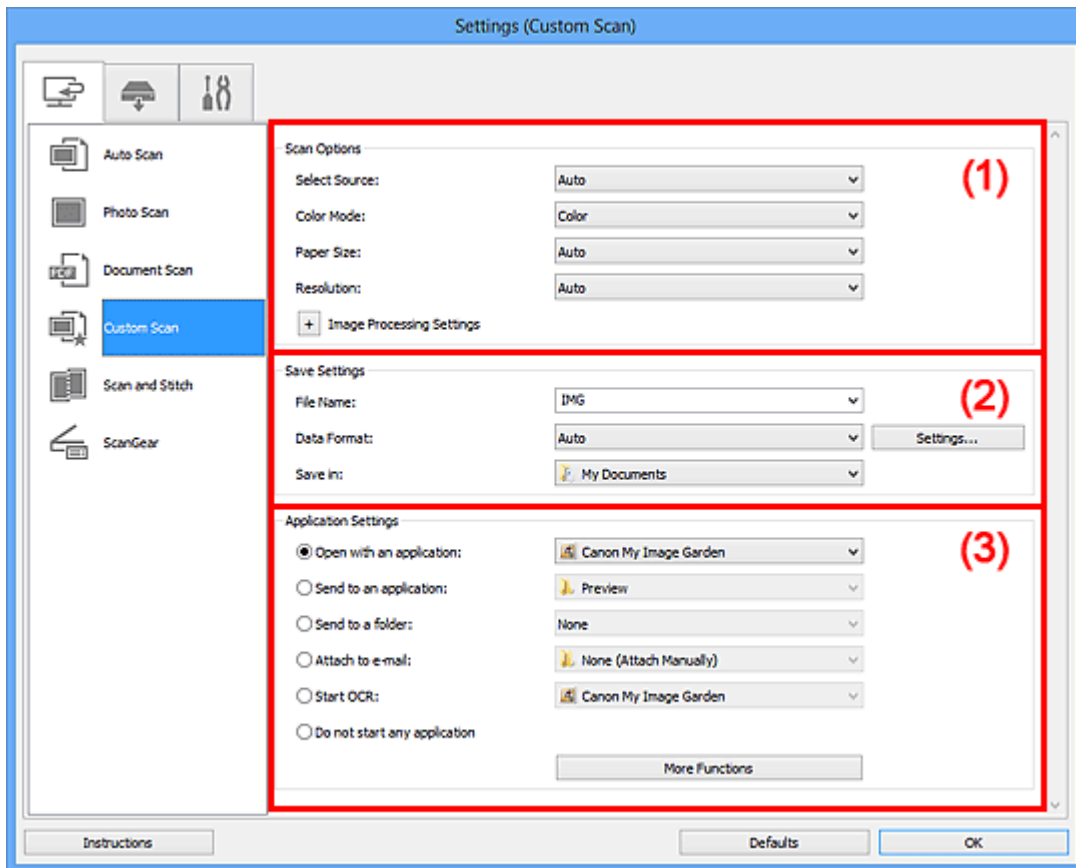 Settings (Custom Scan)
Auto Scan
Photo Scan
Document Scan
Custom Scan
Scan and Stitch
ScanGear
Scan Options
(1)
Select Source: Auto
Color Mode: Color
Paper Size: Auto
Resolution: Auto
+ Image Processing Settings
Save Settings
(2)
File Name: IMG
Data Format: Auto Settings...
Save in: My Documents
Application Settings
(3)
Open with an application: Canon My Image Garden
Send to an application: Preview
Send to a folder: None
Attach to e-mail: None (Attach Manually)
Start OCR: Canon My Image Garden
Do not start any application
More Functions
Instructions Defaults OK